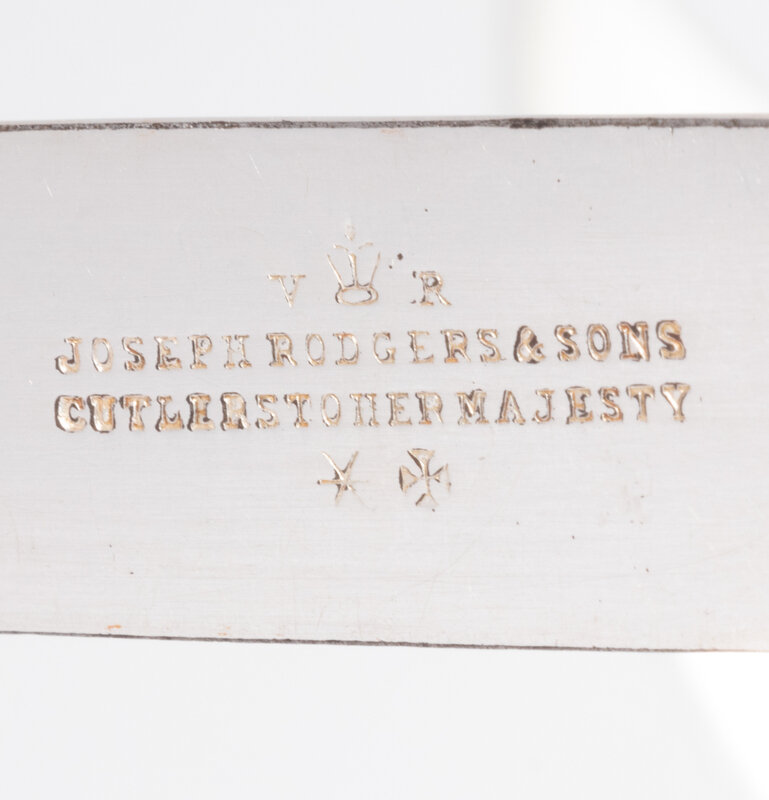 V R
JOSEPH RODGERS & SONS
CUTLERS TO HER MAJESTY